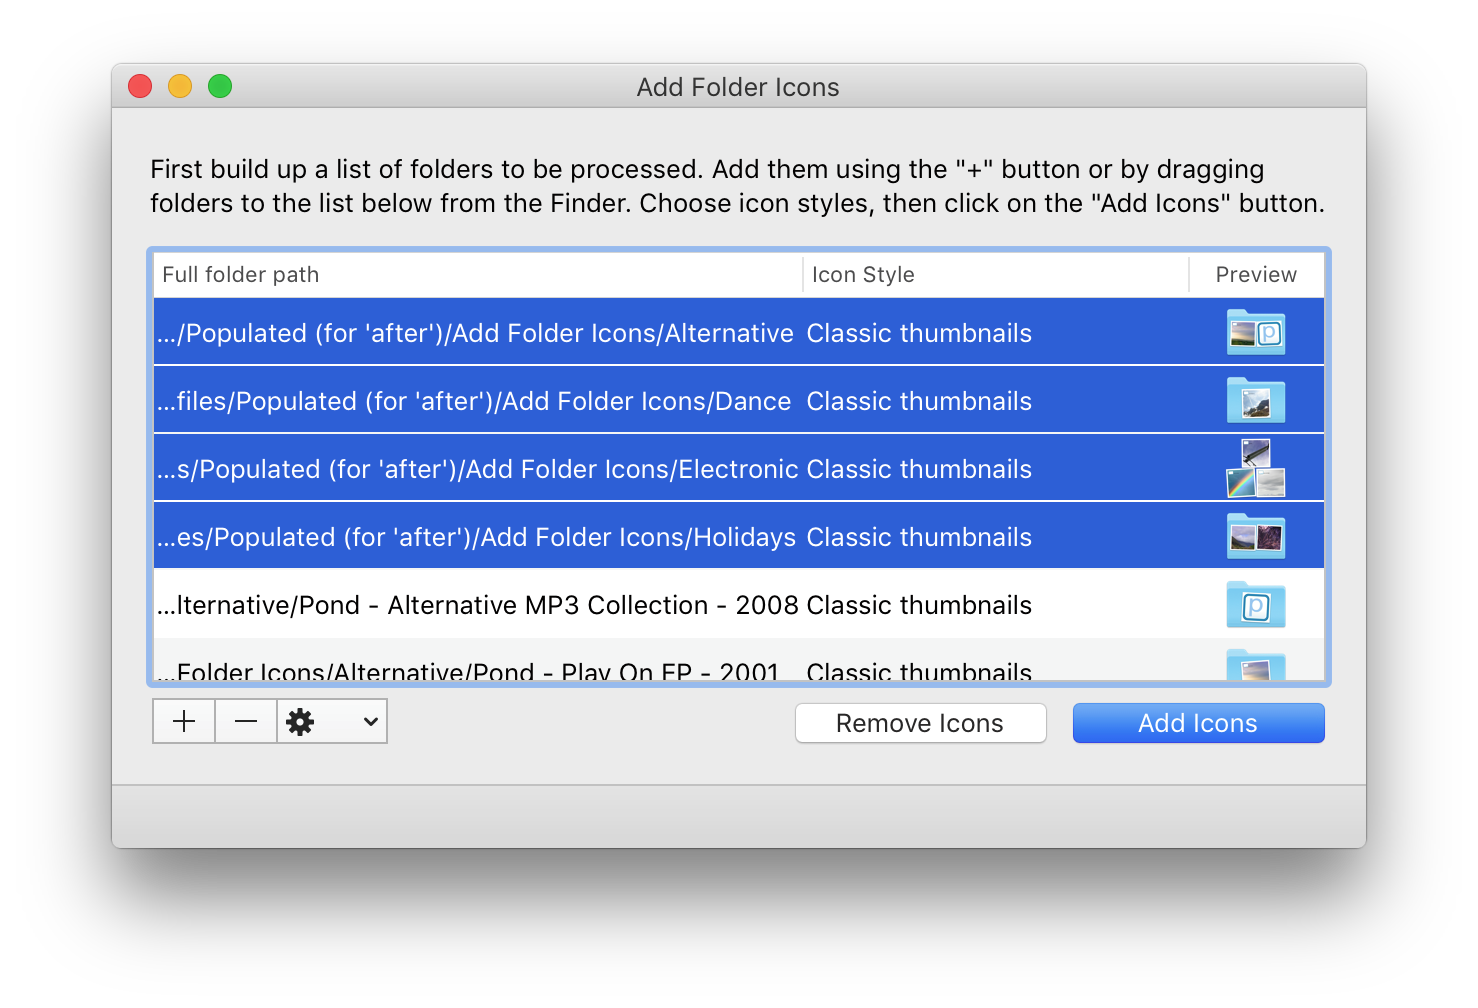 Add Folder Icons
First build up a list of folders to be processed. Add them using the "+" button or by dragging
folders to the list below from the Finder. Choose icon styles, then click on the "Add Icons" button.
Full folder path Icon Style Preview
.../Populated (for 'after')/Add Folder Icons/Alternative Classic thumbnails p
...files/Populated (for 'after')/Add Folder Icons/Dance Classic thumbnails
...s/Populated (for 'after')/Add Folder Icons/Electronic Classic thumbnails
...es/Populated (for 'after')/Add Folder Icons/Holidays Classic thumbnails
...lternative/Pond - Alternative MP3 Collection - 2008 Classic thumbnails p
...Folder Icons/Alternative/Pond - Play On EP - 2001 Classic thumbnails
Remove Icons Add Icons